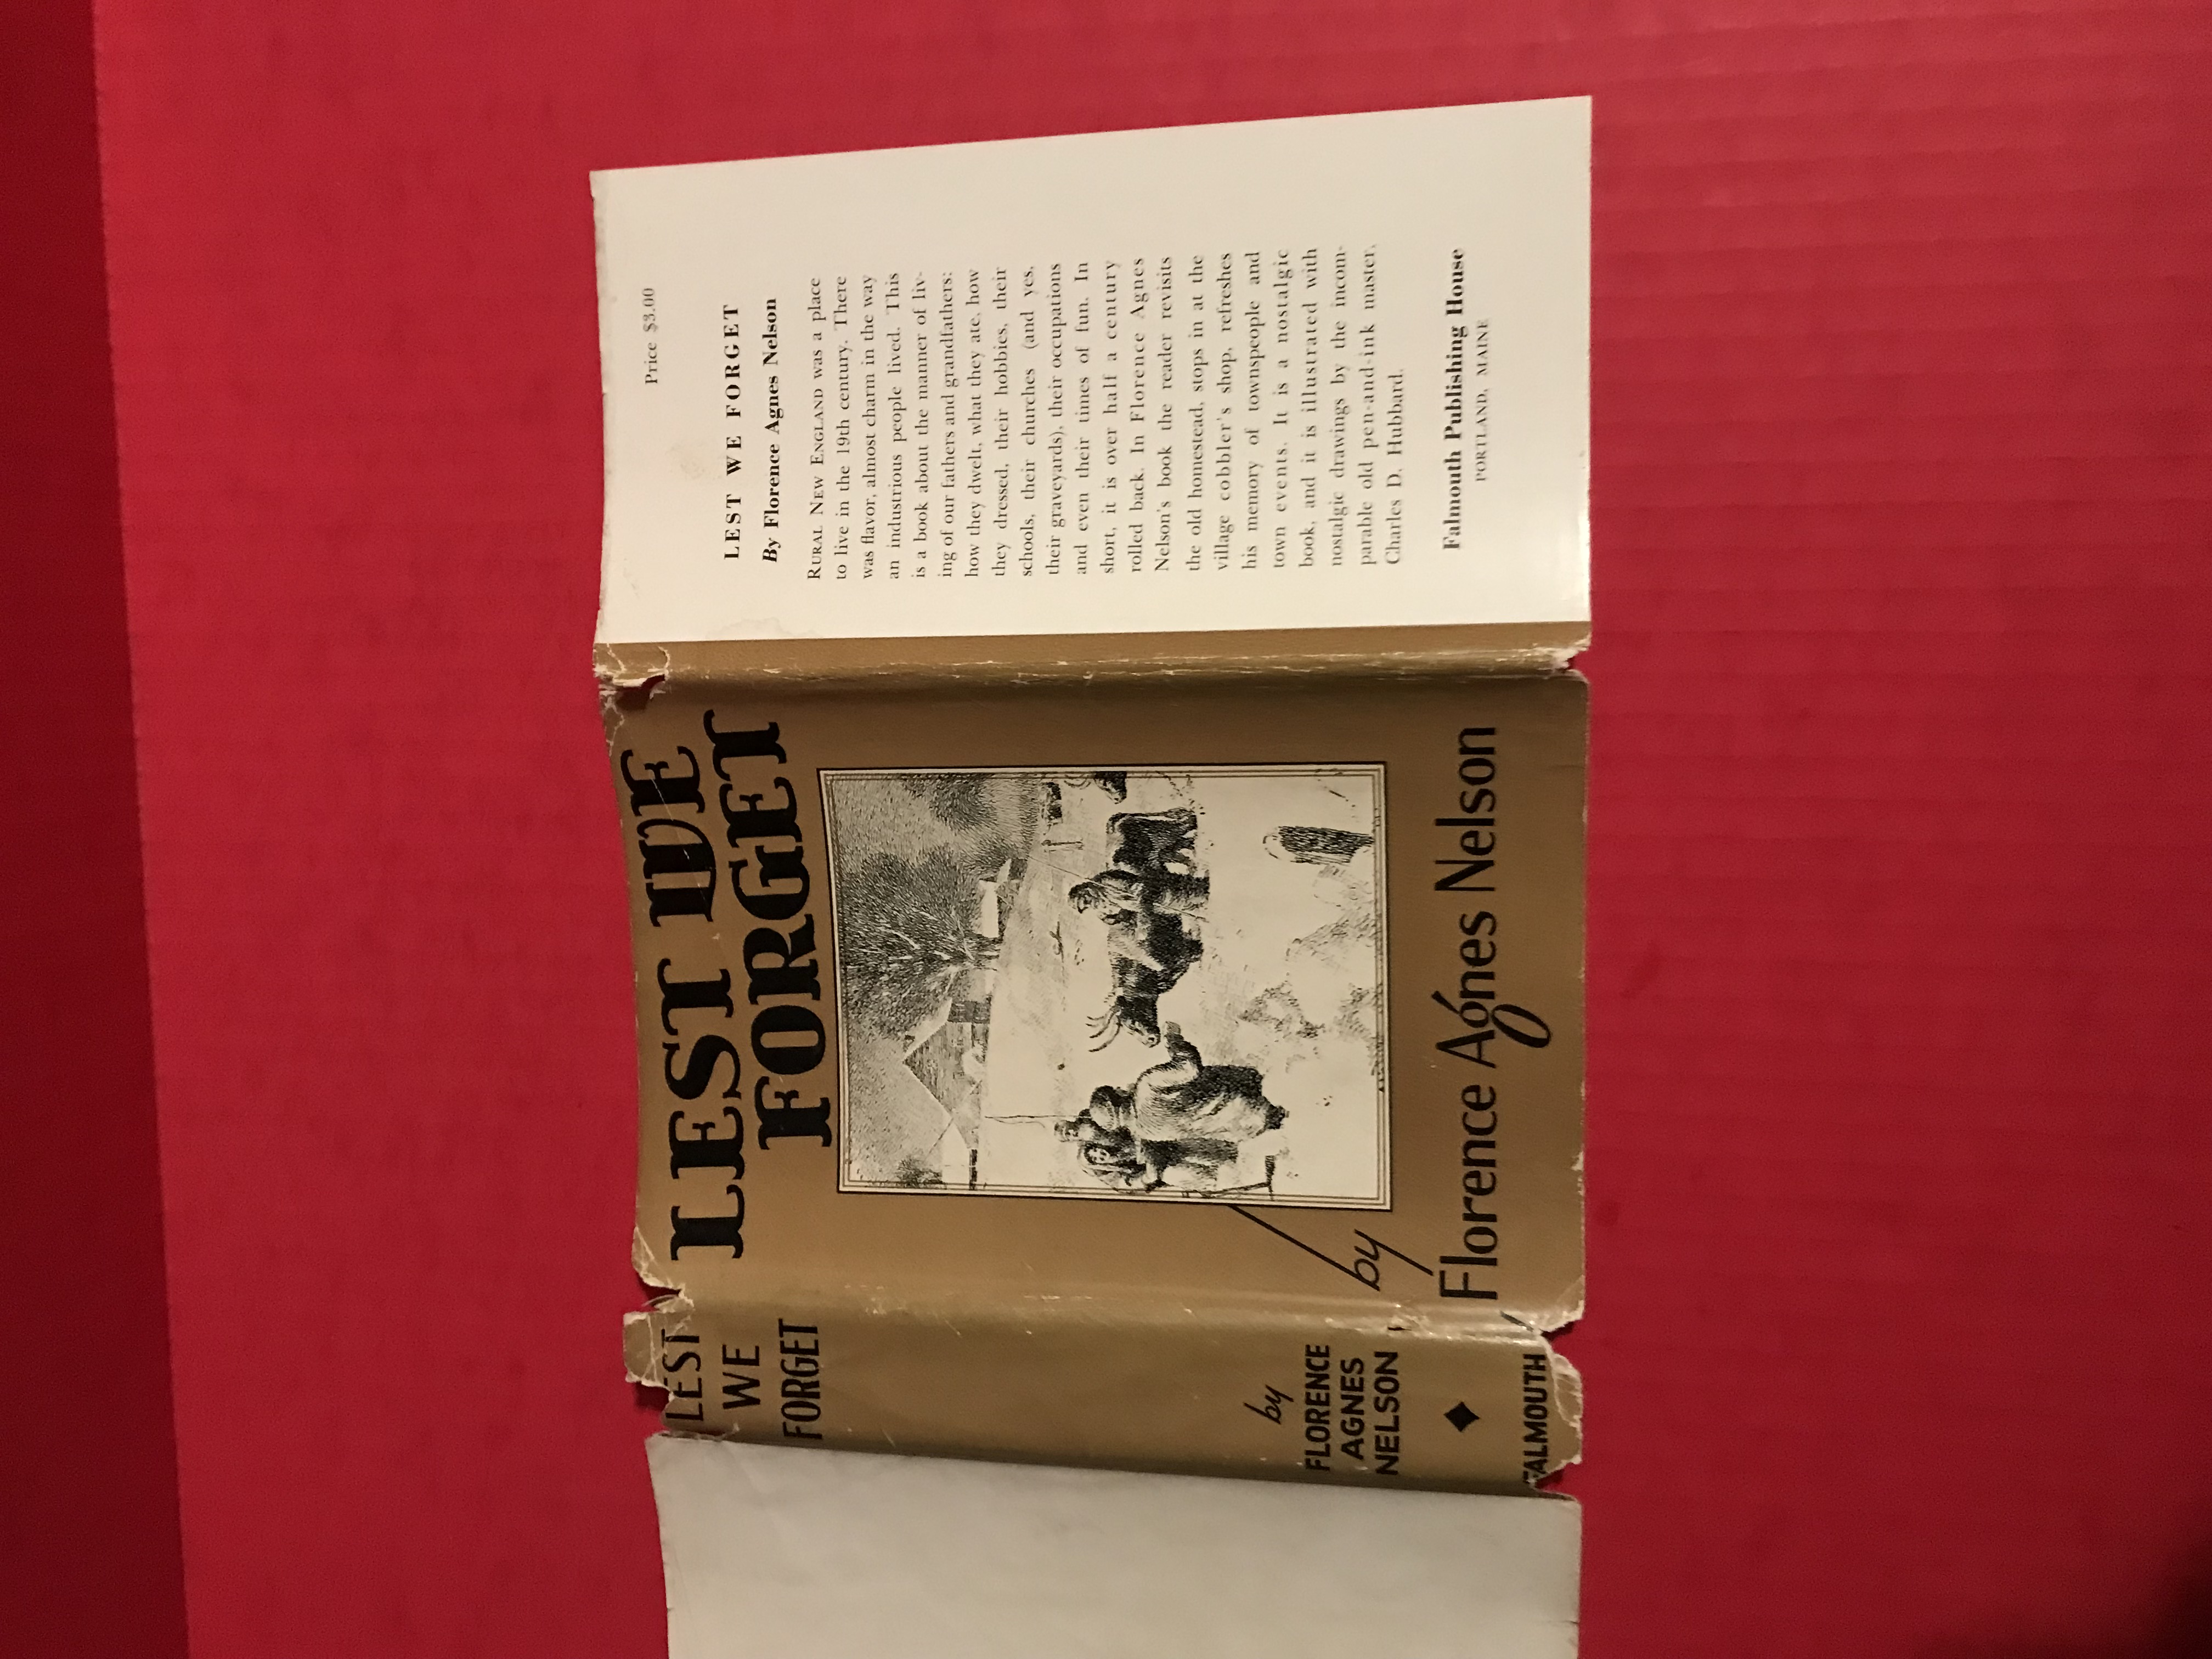 LEST
WE
FORGET
by
FLORENCE
AGNES
NELSON
FALMOUTH
LEST WE
FORGET
by
Florence Agnes Nelson
Price $3.00
LEST WE FORGET
By Florence Agnes Nelson
RURAL NEW ENGLAND was a place
to live in the 19th century. There
was flavor, almost charm in the way
an industrious people lived. This
is a book about the manner of liv-
ing of our fathers and grandfathers:
how they dwelt, what they ate, how
they dressed, their hobbies, their
schools, their churches (and yes,
their graveyards), their occupations
and even their times of fun. In
short, it is over half a century
rolled back. In Florence Agnes
Nelson's book the reader revisits
the old homestead, stops in at the
village cobbler's shop, refreshes
his memory of townspeople and
town events. It is a nostalgic
book, and it is illustrated with
nostalgic drawings by the incom-
parable old pen-and-ink master,
Charles D. Hubbard.
Falmouth Publishing House
PORTLAND, MAINE